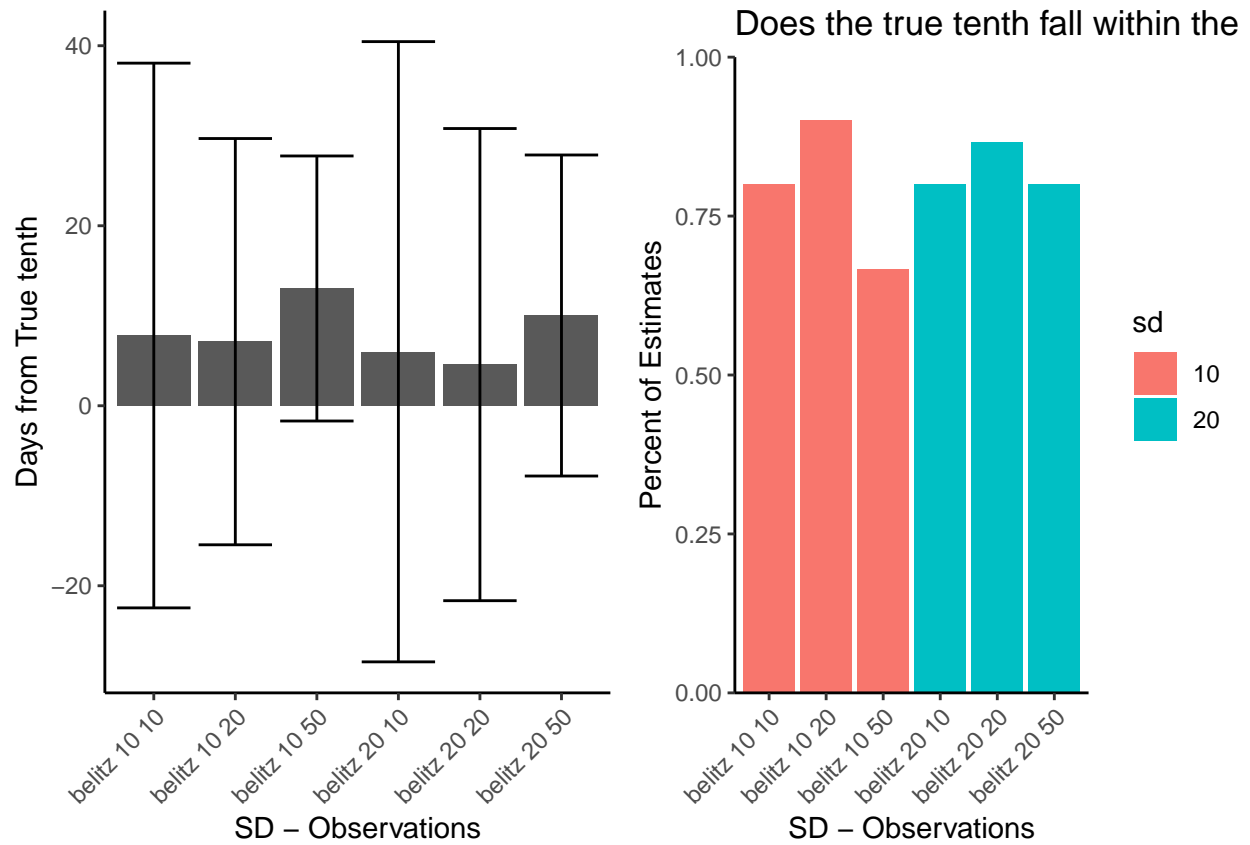 Days from True tenth
40
20
0
−20
belitz 10 10
belitz 10 20
belitz 10 50
belitz 20 10
belitz 20 20
belitz 20 50
SD − Observations
Does the true tenth fall within the
Percent of Estimates
1.00
0.75
0.50
0.25
0.00
belitz 10 10
belitz 10 20
belitz 10 50
belitz 20 10
belitz 20 20
belitz 20 50
SD − Observations
sd
10
20